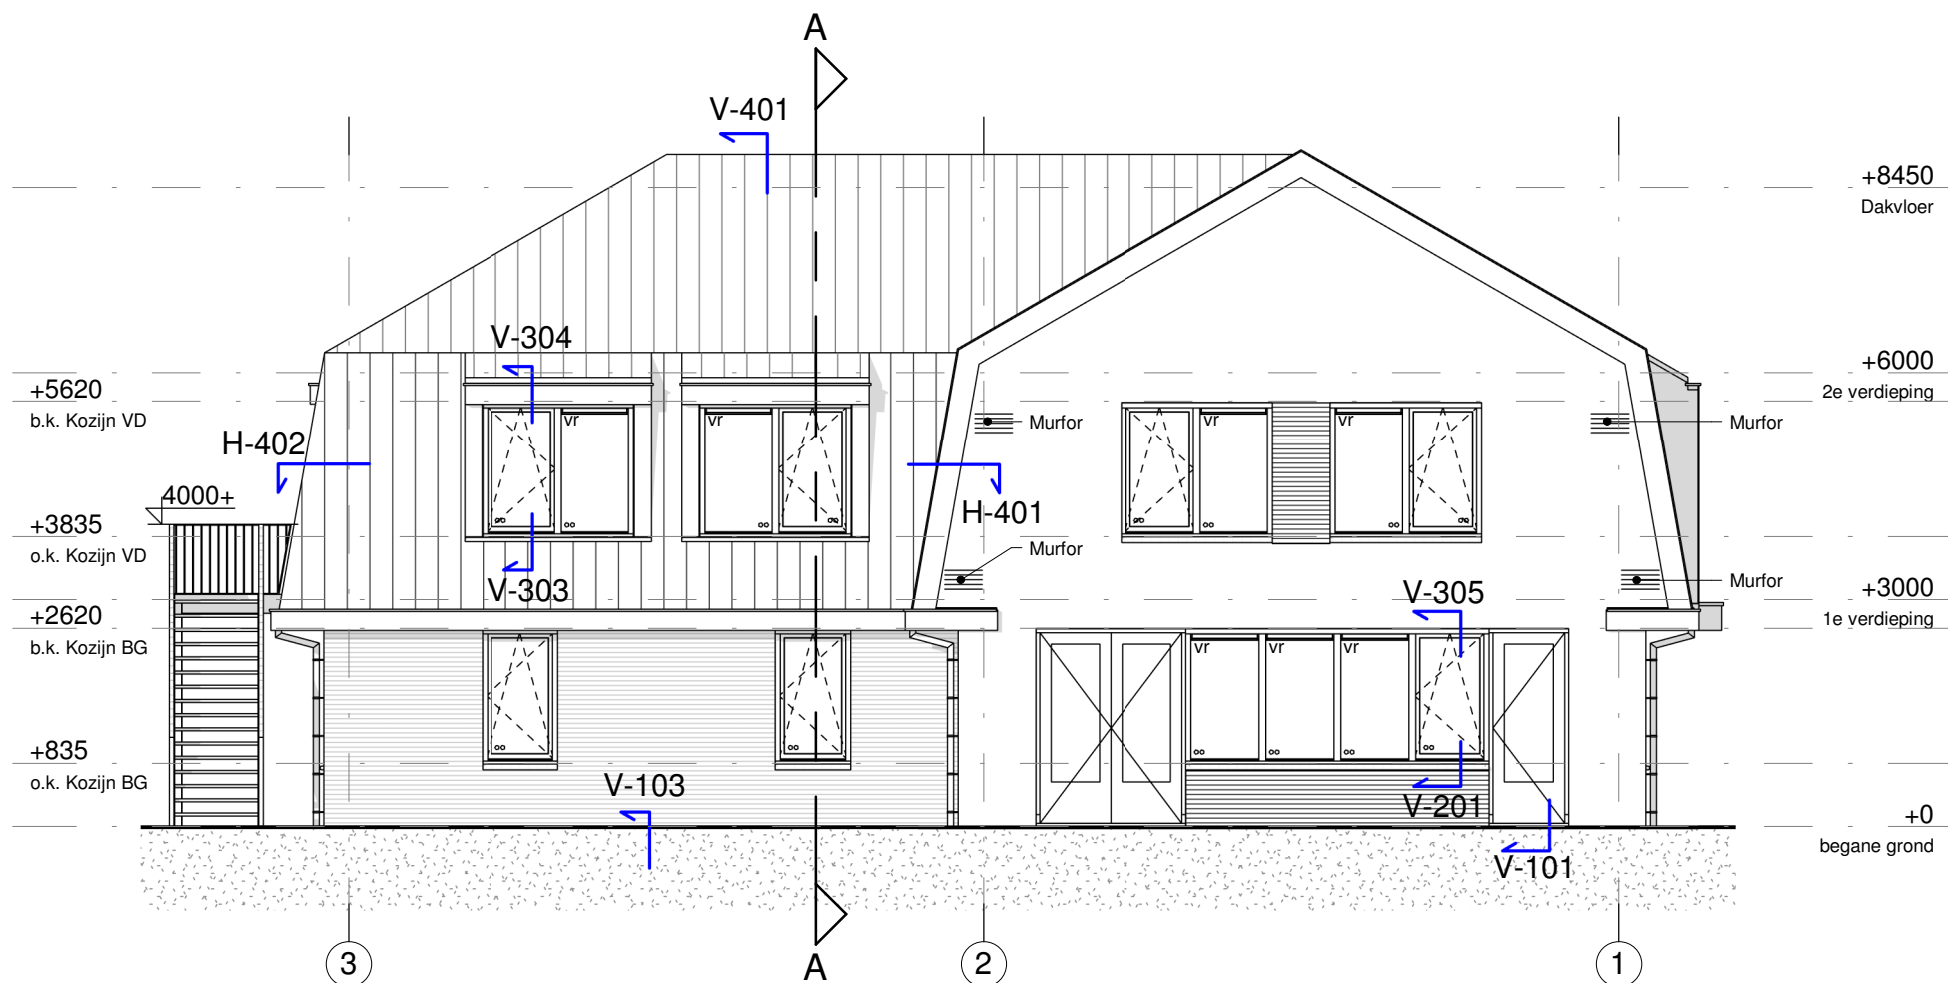 A
V-401
+8450
Dakvloer
V-304
+6000
2e verdieping
+5620
b.k. Kozijn VD
vr
vr
vr
vr
Murfor
Murfor
H-402
4000+
H-401
+3835
o.k. Kozijn VD
Murfor
Murfor
V-303
V-305
+3000
1e verdieping
+2620
b.k. Kozijn BG
vr
vr
vr
+835
o.k. Kozijn BG
V-103
V-201
+0
begane grond
V-101
3
A
2
1